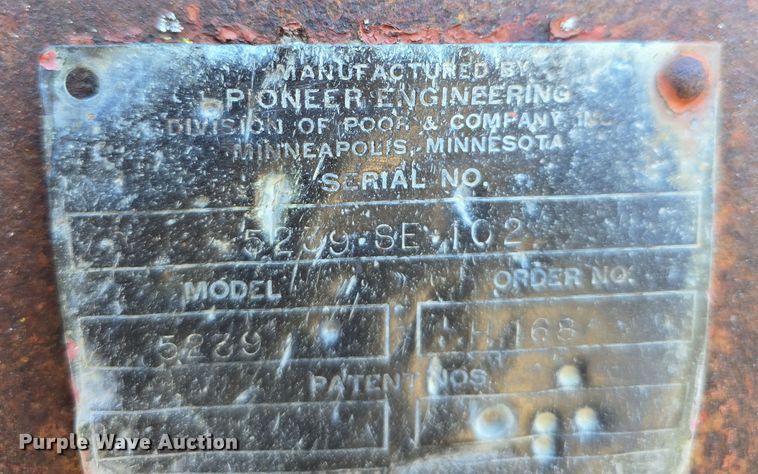 MANUFACTURED BY
PIONEER ENGINEERING
DIVISION OF POOR & COMPANY INC
MINNEAPOLIS, MINNESOTA
SERIAL NO.
5239-SE-102
MODEL ORDER NO.
5239 H 168
PATENT NOS.
Purple Wave Auction